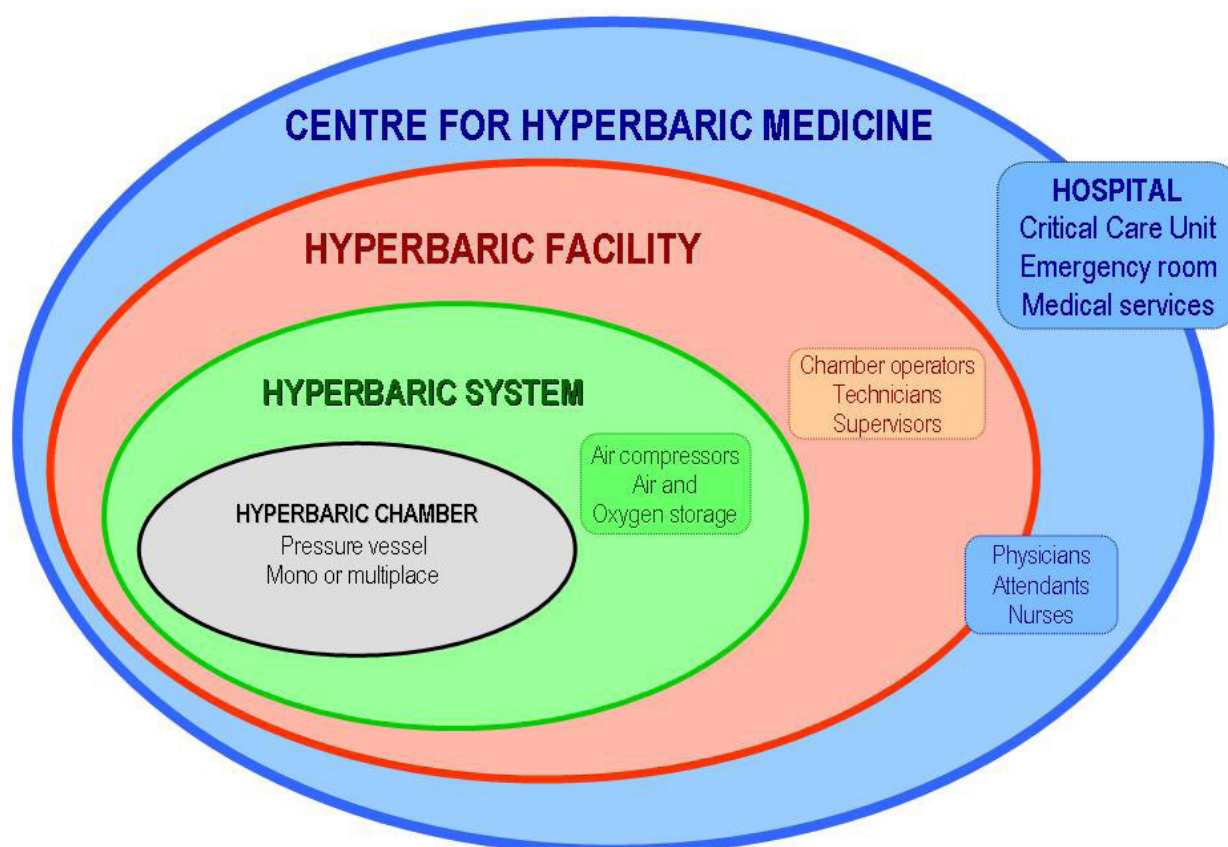 CENTRE FOR HYPERBARIC MEDICINE
HOSPITAL
Critical Care Unit
Emergency room
Medical services
HYPERBARIC FACILITY
Chamber operators
Technicians
Supervisors
HYPERBARIC SYSTEM
Air compressors
Air and
Oxygen storage
HYPERBARIC CHAMBER
Pressure vessel
Mono or multiplace
Physicians
Attendants
Nurses